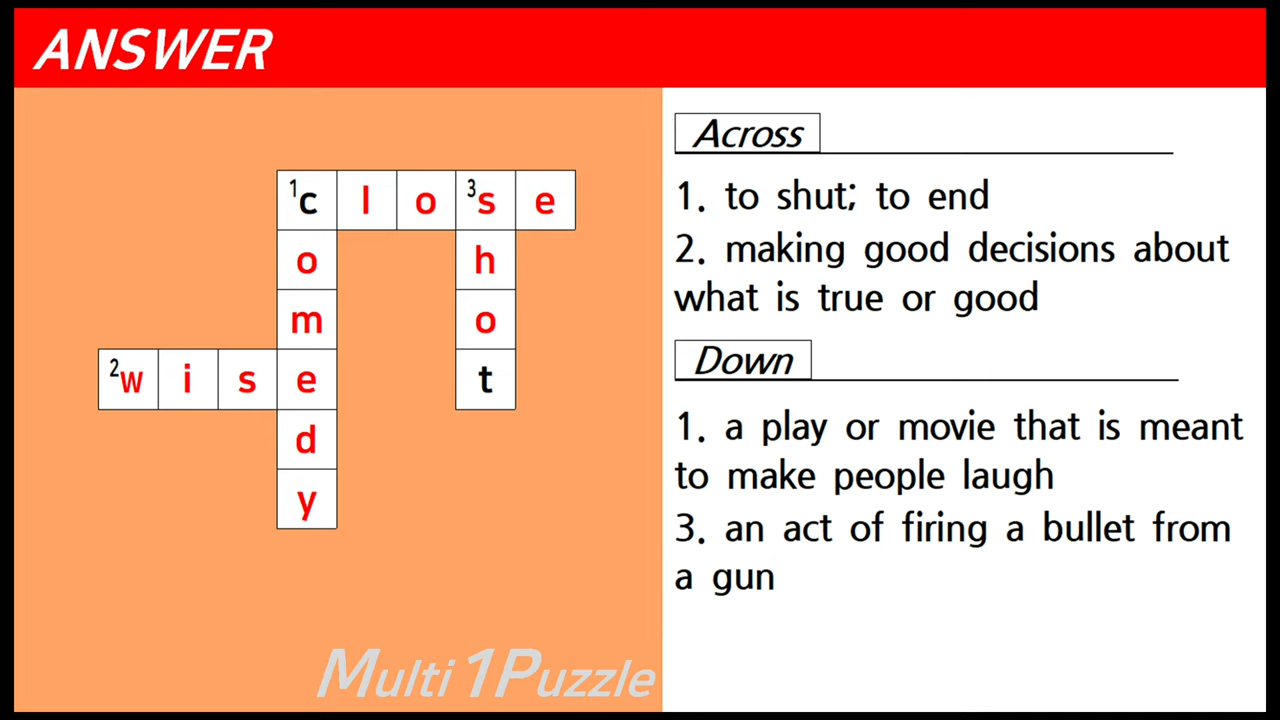 ANSWER
1c l o 3s e
o h
m o
2w i s e t
d
y
Multi 1Puzzle
Across
1. to shut; to end
2. making good decisions about
what is true or good
Down
1. a play or movie that is meant
to make people laugh
3. an act of firing a bullet from
a gun